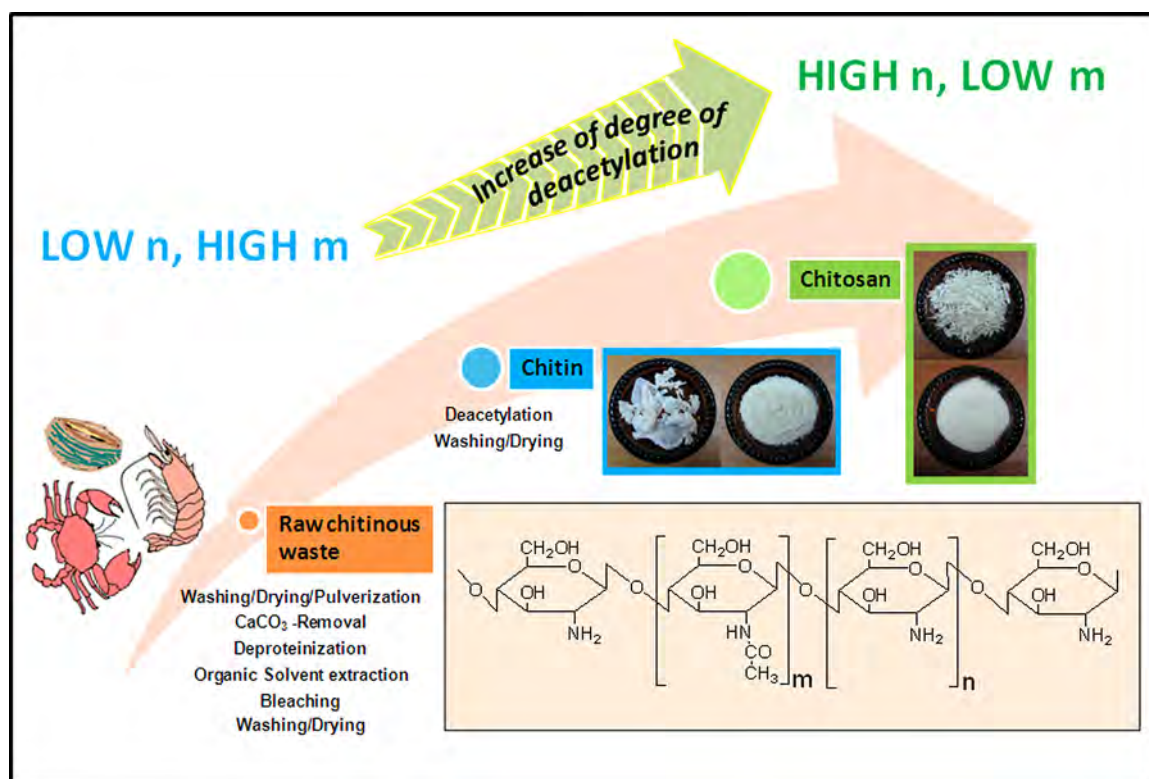 HIGH n, LOW m
Increase of degree of
deacetylation
LOW n, HIGH m
Chitosan
Chitin
Deacetylation
Washing/Drying
Raw chitinous
waste
Washing/Drying/Pulverization
CaCO₃ -Removal
Deproteinization
Organic Solvent extraction
Bleaching
Washing/Drying
CH₂OH CH₂OH CH₂OH CH₂OH
O O O O
O O O O O
OH OH OH OH
NH₂ HN NH₂ NH₂
CO
CH₃ m n